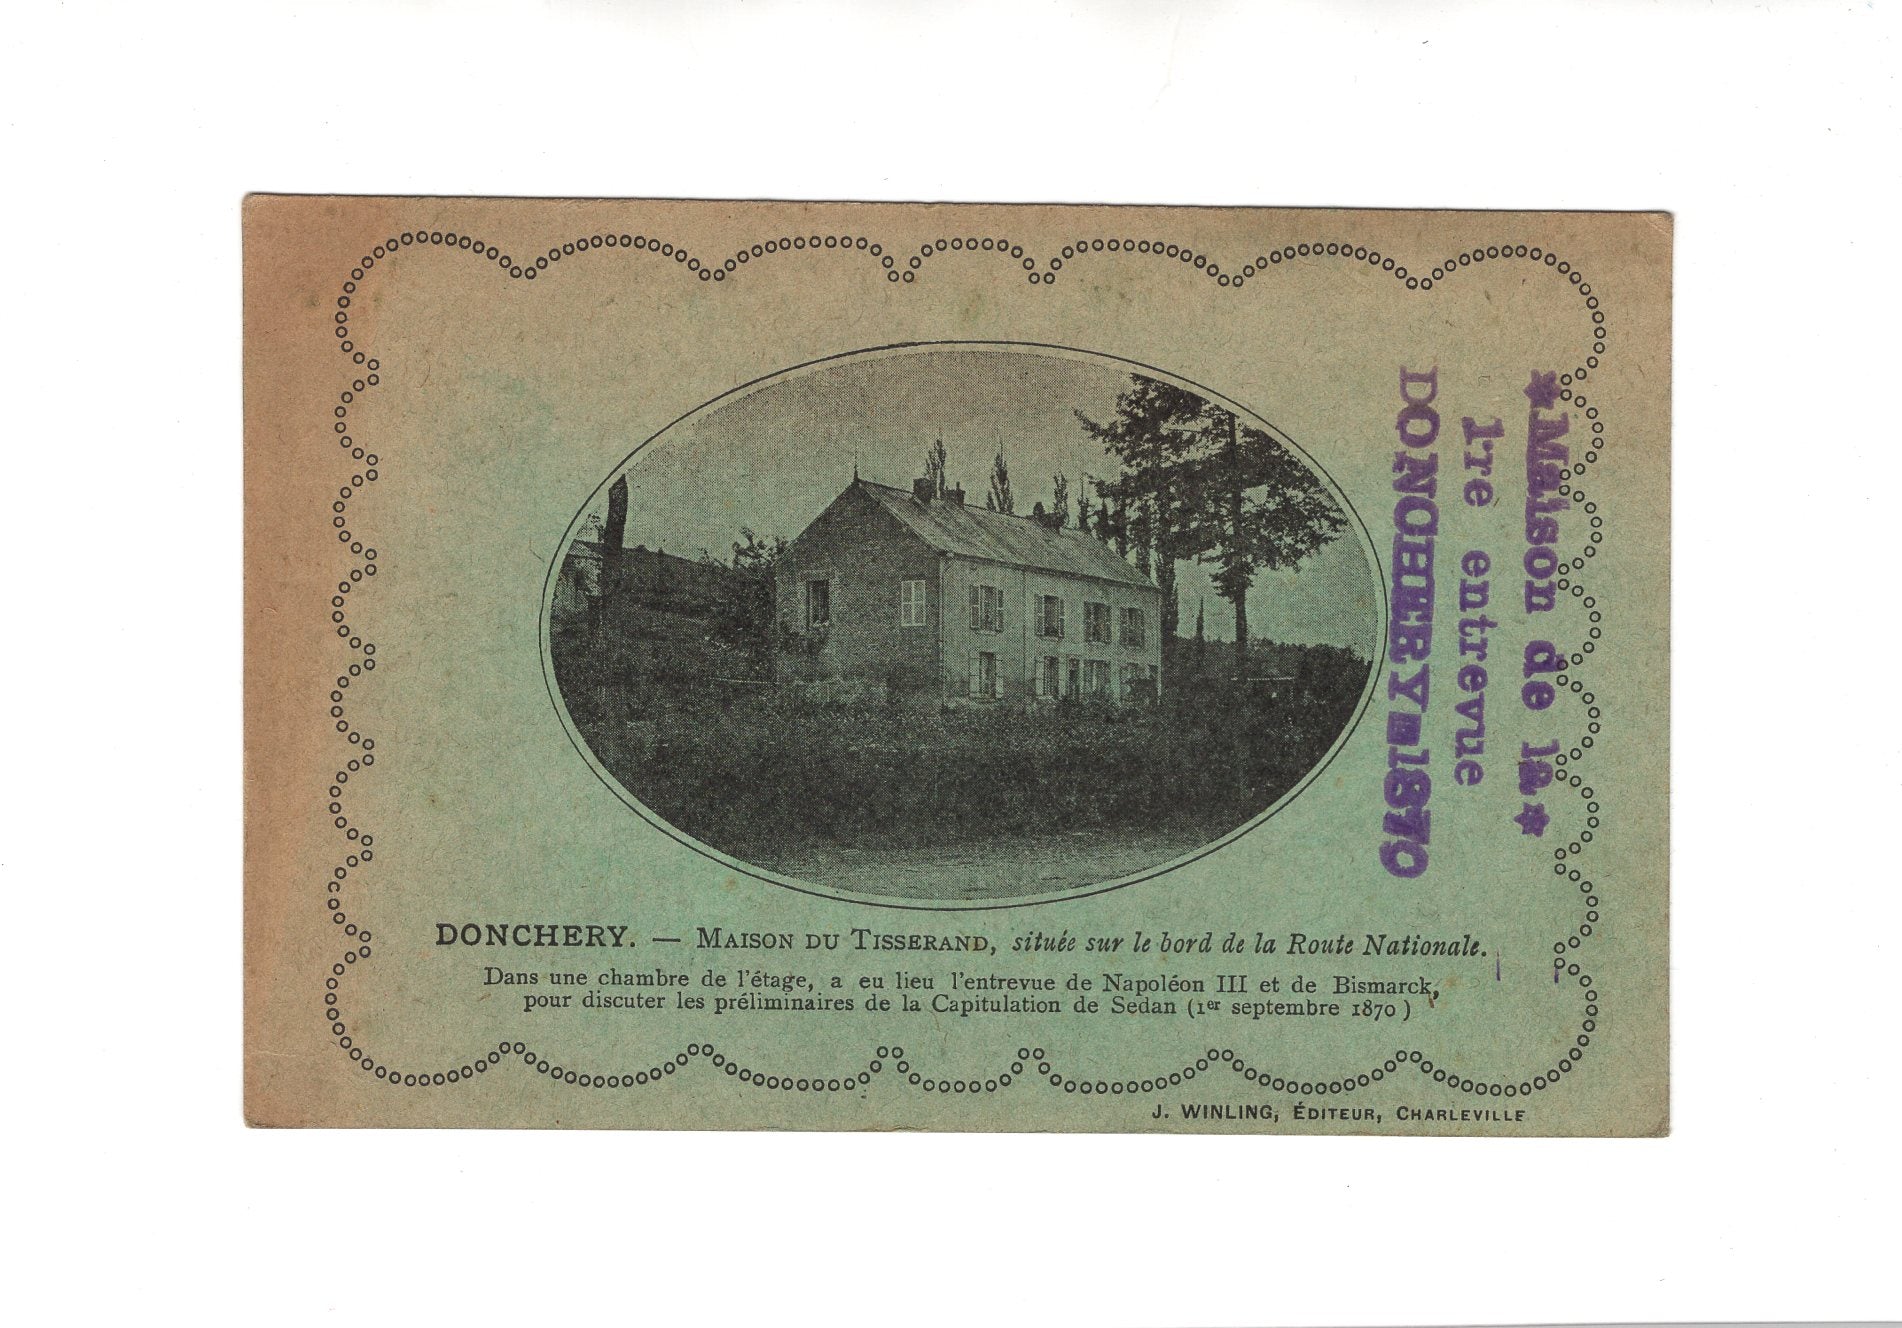 ★ Maison de la ★
1re entrevue
DONCHERY-1870
DONCHERY. — MAISON DU TISSERAND, située sur le bord de la Route Nationale.
Dans une chambre de l'étage, a eu lieu l'entrevue de Napoléon III et de Bismarck,
pour discuter les préliminaires de la Capitulation de Sedan (1er septembre 1870)
J. WINLING, ÉDITEUR, CHARLEVILLE